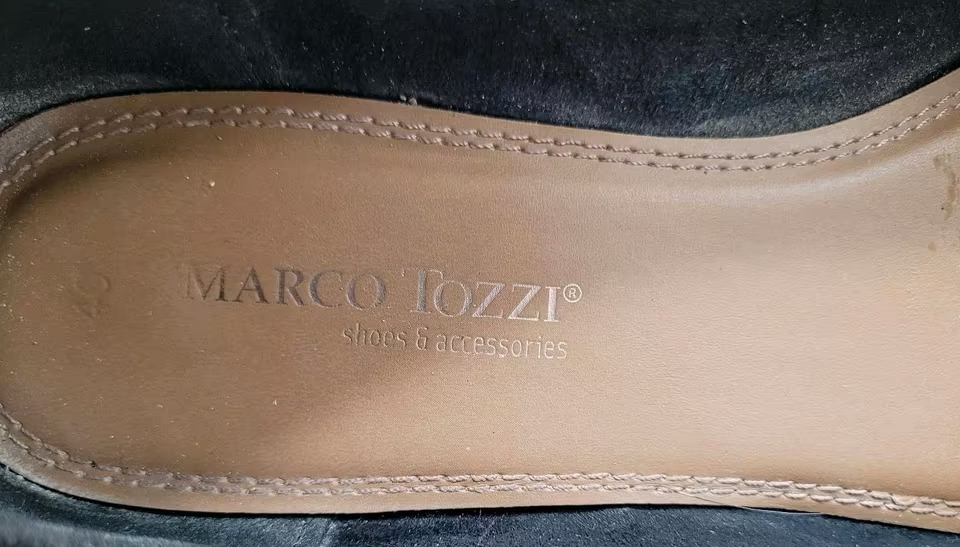 MARCO TOZZI®
shoes & accessories